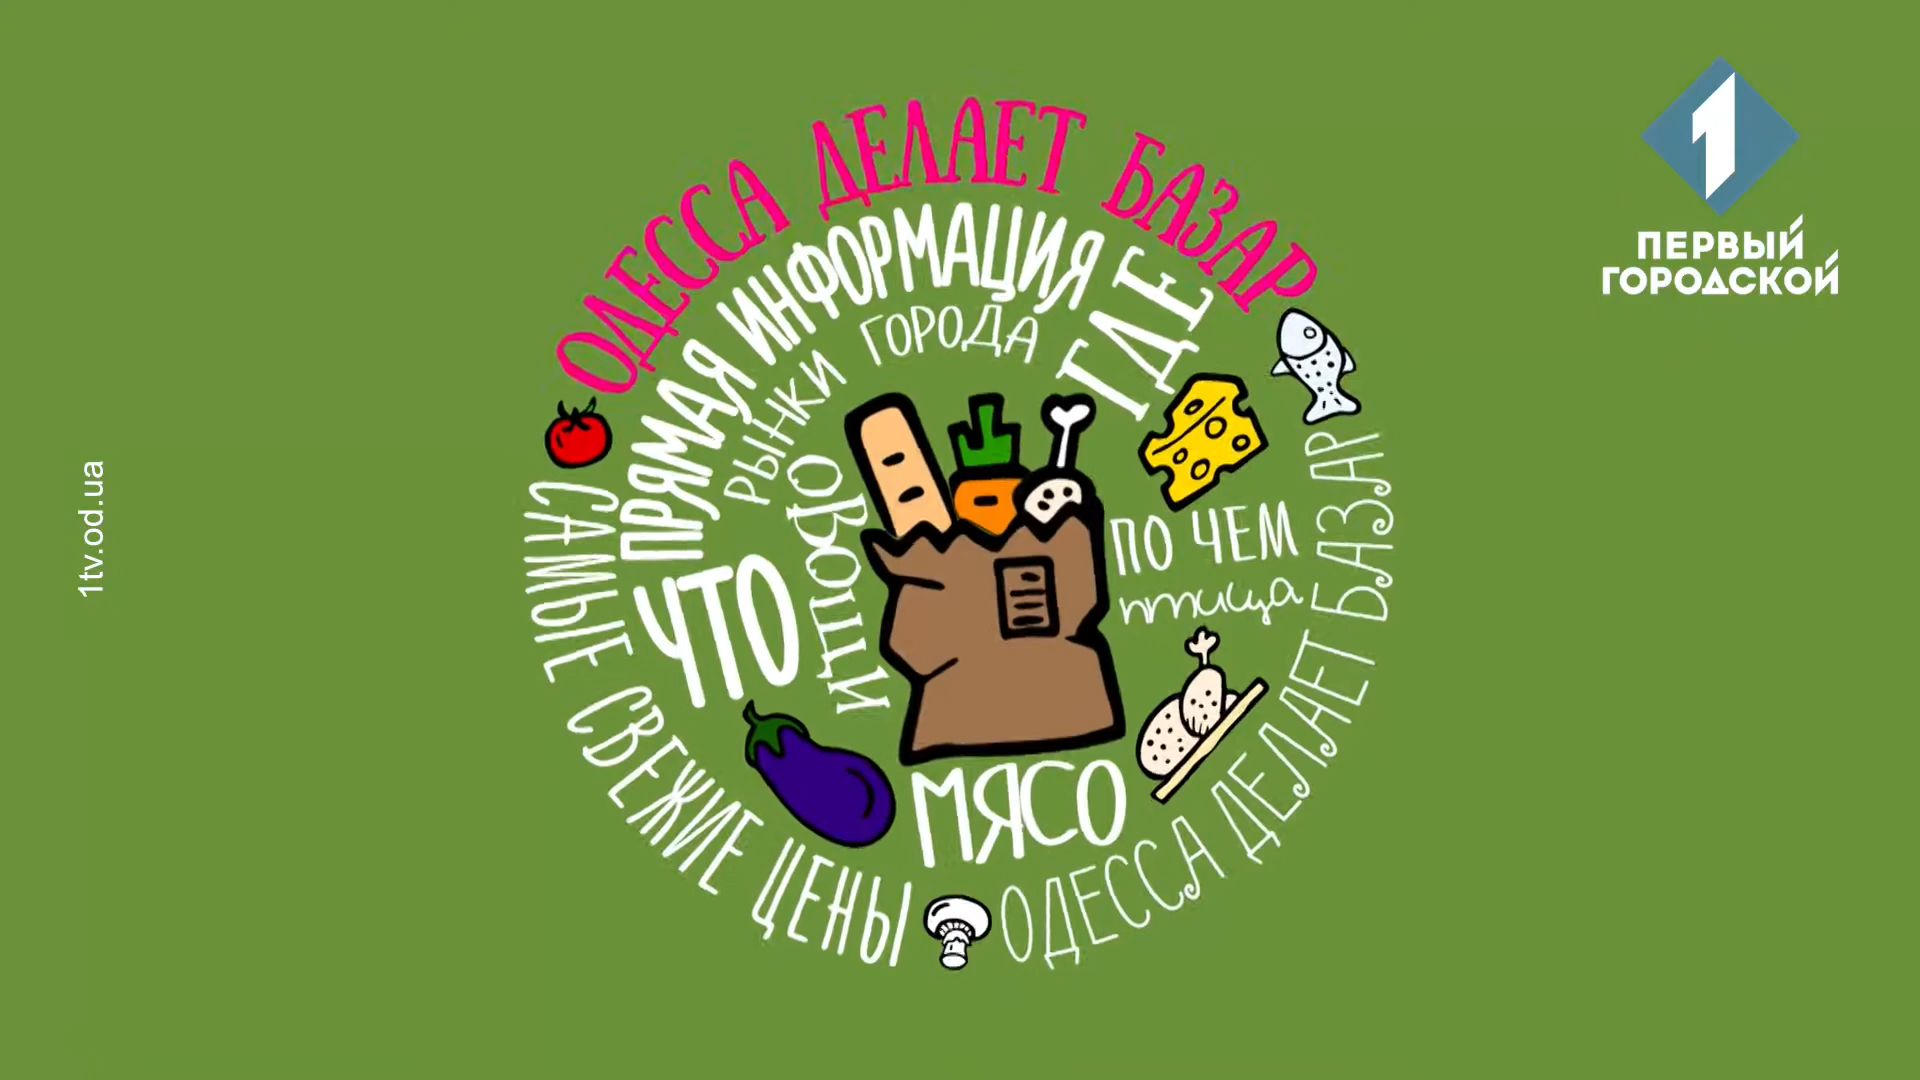 ОДЕССА ДЕЛАЕТ БАЗАР
ПРЯМАЯ ИНФОРМАЦИЯ
ГДЕ
РЫНКИ ГОРОДА
ЧТО
ОВОЩИ
ПО ЧЕМ
птица
МЯСО
САМЫЕ СВЕЖИЕ ЦЕНЫ
ОДЕССА ДЕЛАЕТ БАЗАР
1
ПЕРВЫЙ
ГОРОДСКОЙ
1tv.od.ua